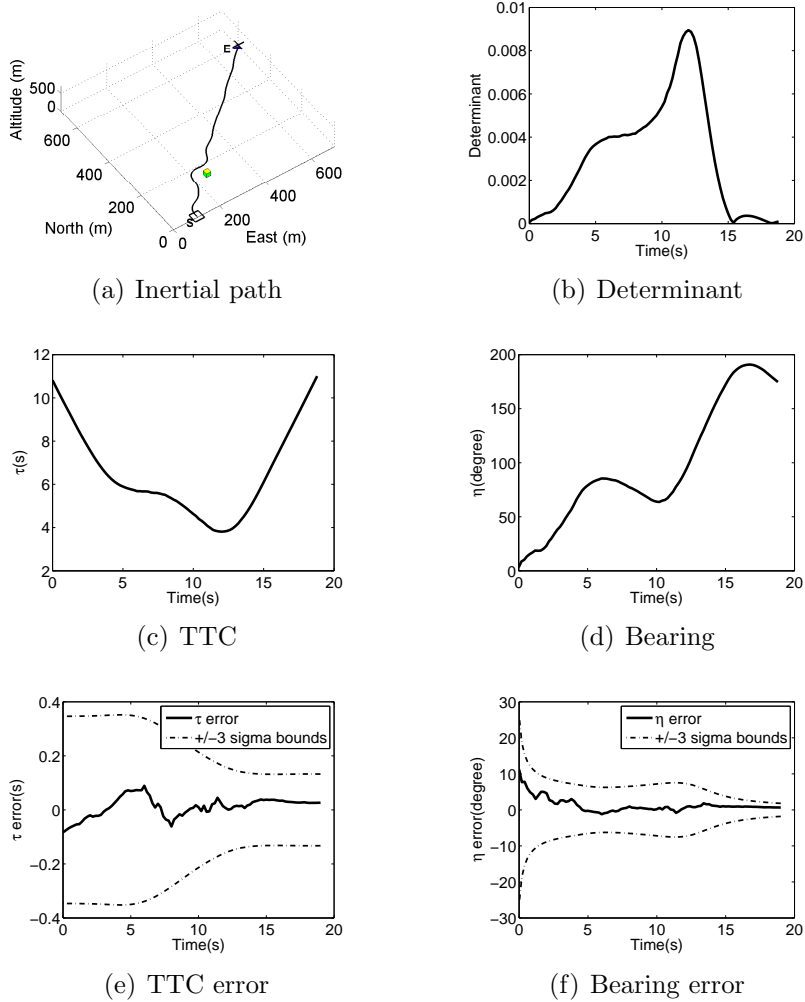 Altitude (m)
500
0
600
400
200
0
North (m)
0
200
400
600
East (m)
E
S
(a) Inertial path
0.01
0.008
0.006
0.004
0.002
0
Determinant
0 5 10 15 20
Time(s)
(b) Determinant
12
10
8
6
4
2
τ(s)
0 5 10 15 20
Time(s)
(c) TTC
200
150
100
50
0
η(degree)
0 5 10 15 20
Time(s)
(d) Bearing
0.4
0.2
0
−0.2
−0.4
τ error(s)
τ error
+/−3 sigma bounds
0 5 10 15 20
Time(s)
(e) TTC error
30
20
10
0
−10
−20
−30
η error(degree)
η error
+/−3 sigma bounds
0 5 10 15 20
Time(s)
(f) Bearing error